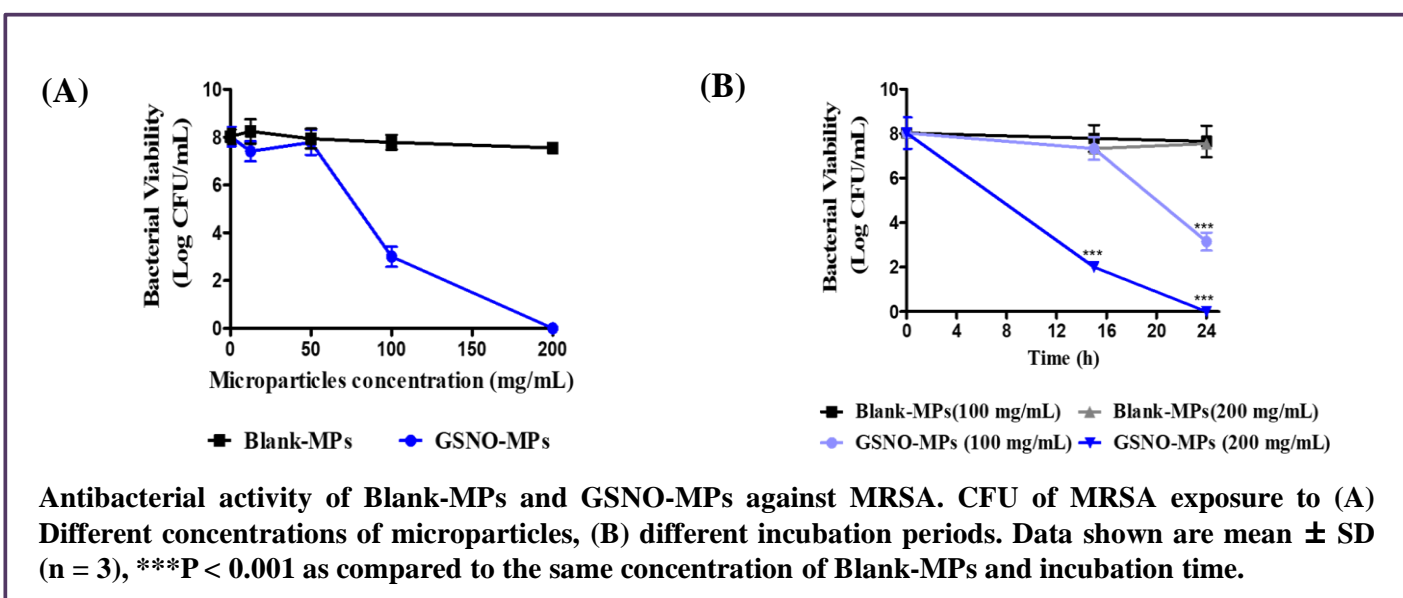 (A)
Bacterial Viability
(Log CFU/mL)
10
8
6
4
2
0
0 50 100 150 200
Microparticles concentration (mg/mL)
Blank-MPs GSNO-MPs
(B)
Bacterial Viability
(Log CFU/mL)
10
8
6
4
2
0
***
***
***
0 4 8 12 16 20 24
Time (h)
Blank-MPs(100 mg/mL) Blank-MPs(200 mg/mL)
GSNO-MPs (100 mg/mL) GSNO-MPs (200 mg/mL)
Antibacterial activity of Blank-MPs and GSNO-MPs against MRSA. CFU of MRSA exposure to (A)
Different concentrations of microparticles, (B) different incubation periods. Data shown are mean ± SD
(n = 3), ***P < 0.001 as compared to the same concentration of Blank-MPs and incubation time.